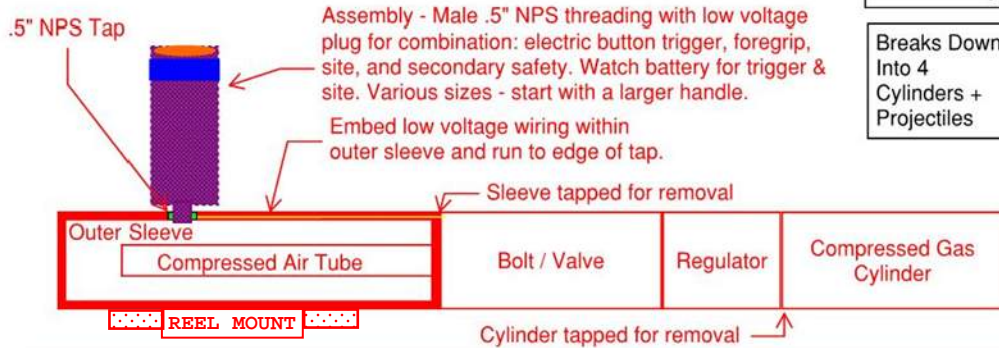 .5" NPS Tap
Assembly - Male .5" NPS threading with low voltage
plug for combination: electric button trigger, foregrip,
site, and secondary safety. Watch battery for trigger &
site. Various sizes - start with a larger handle.
Breaks Down
Into 4
Cylinders +
Projectiles
Embed low voltage wiring within
outer sleeve and run to edge of tap.
Sleeve tapped for removal
Outer Sleeve
Compressed Air Tube
Bolt / Valve
Regulator
Compressed Gas
Cylinder
REEL MOUNT
Cylinder tapped for removal